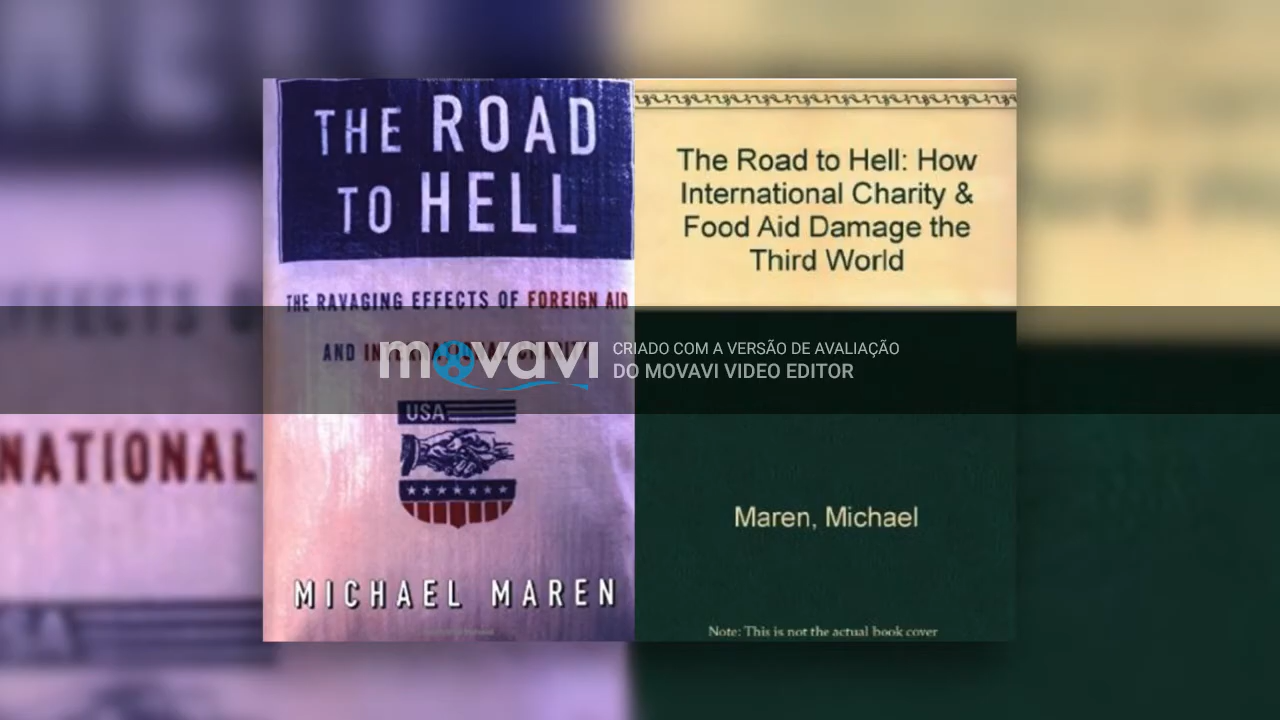 THE ROAD
TO HELL
THE RAVAGING EFFECTS OF FOREIGN AID
AND
USA
MICHAEL MAREN
The Road to Hell: How
International Charity &
Food Aid Damage the
Third World
movavi
CRIADO COM A VERSÃO DE AVALIAÇÃO
DO MOVAVI VIDEO EDITOR
Maren, Michael
Note: This is not the actual book cover
NATIONAL